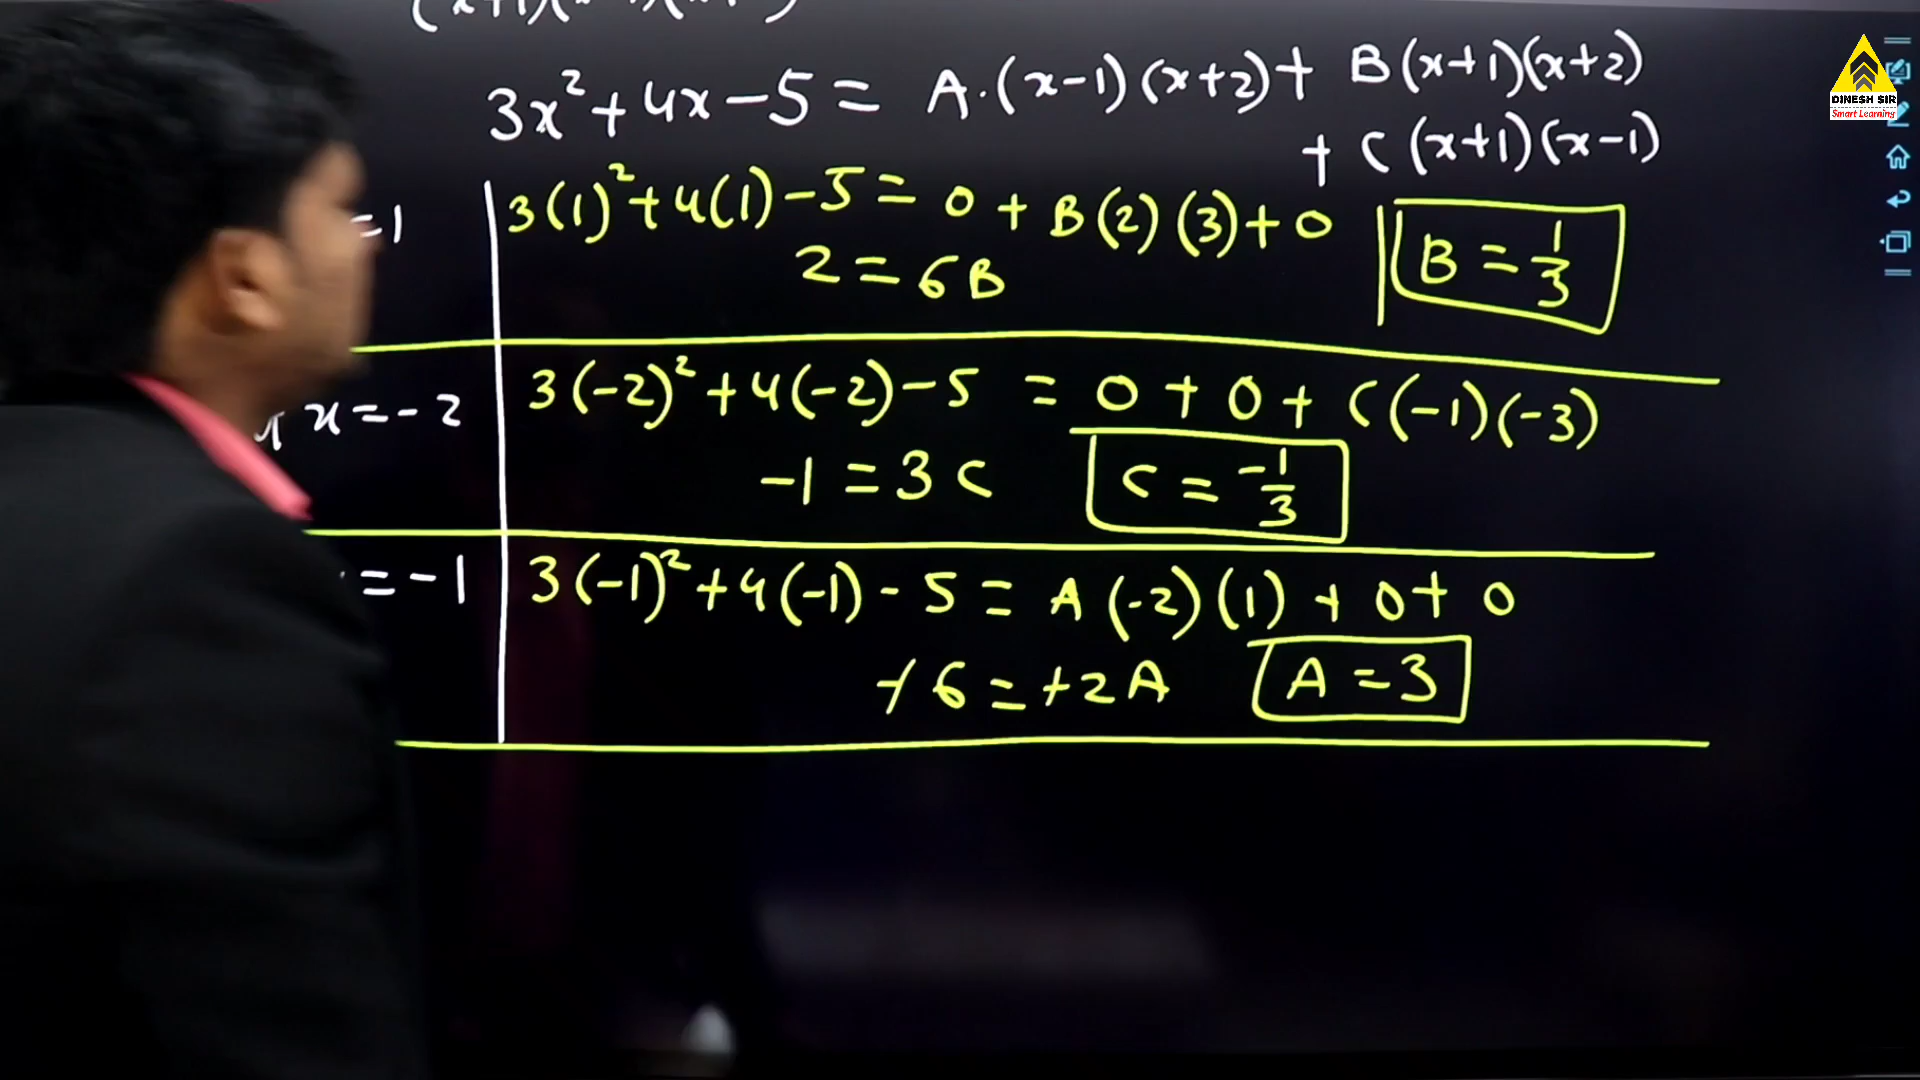 3x² + 4x - 5 = A·(x-1)(x+2) + B(x+1)(x+2)
+ C(x+1)(x-1)
=1
3(1)² + 4(1) - 5 = 0 + B(2)(3) + 0
2 = 6B
B = 1/3
x = -2
3(-2)² + 4(-2) - 5 = 0 + 0 + C(-1)(-3)
-1 = 3C
C = -1/3
= -1
3(-1)² + 4(-1) - 5 = A(-2)(1) + 0 + 0
-6 = +2A
A = 3
DINESH SIR
Smart Learning